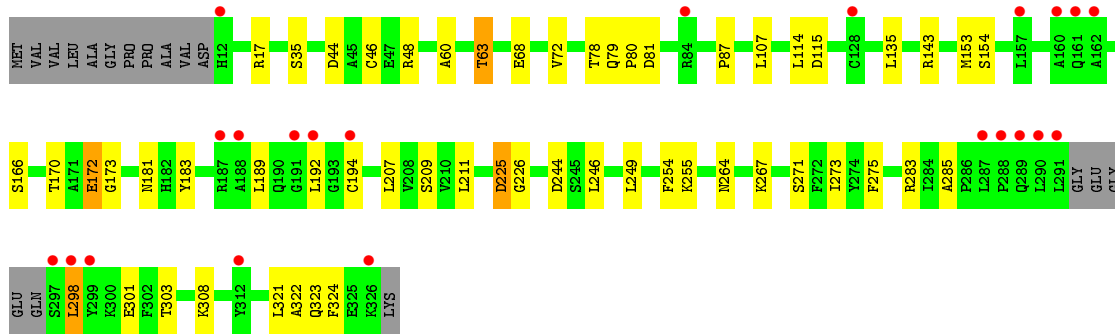 MET VAL VAL LEU ALA GLY PRO PRO ALA VAL ASP H12 R17 S35 D44 A45 C46 E47 R48 A60 T63 E68 V72 T78 Q79 P80 D81 R84 P87 L107 L114 D115 C128 L135 R143 M153 S154 L157 A160 Q161 A162
S166 T170 A171 E172 G173 N181 H182 Y183 R187 A188 L189 Q190 G191 L192 G193 C194 L207 V208 S209 V210 L211 D225 G226 D244 S245 L246 L249 F254 K255 N264 K267 S271 F272 I273 Y274 F275 R283 I284 A285 P286 L287 P288 Q289 L290 L291 GLY GLU GLY
GLU GLN S297 L298 Y299 K300 E301 F302 T303 K308 Y312 L321 A322 Q323 F324 E325 K326 LYS